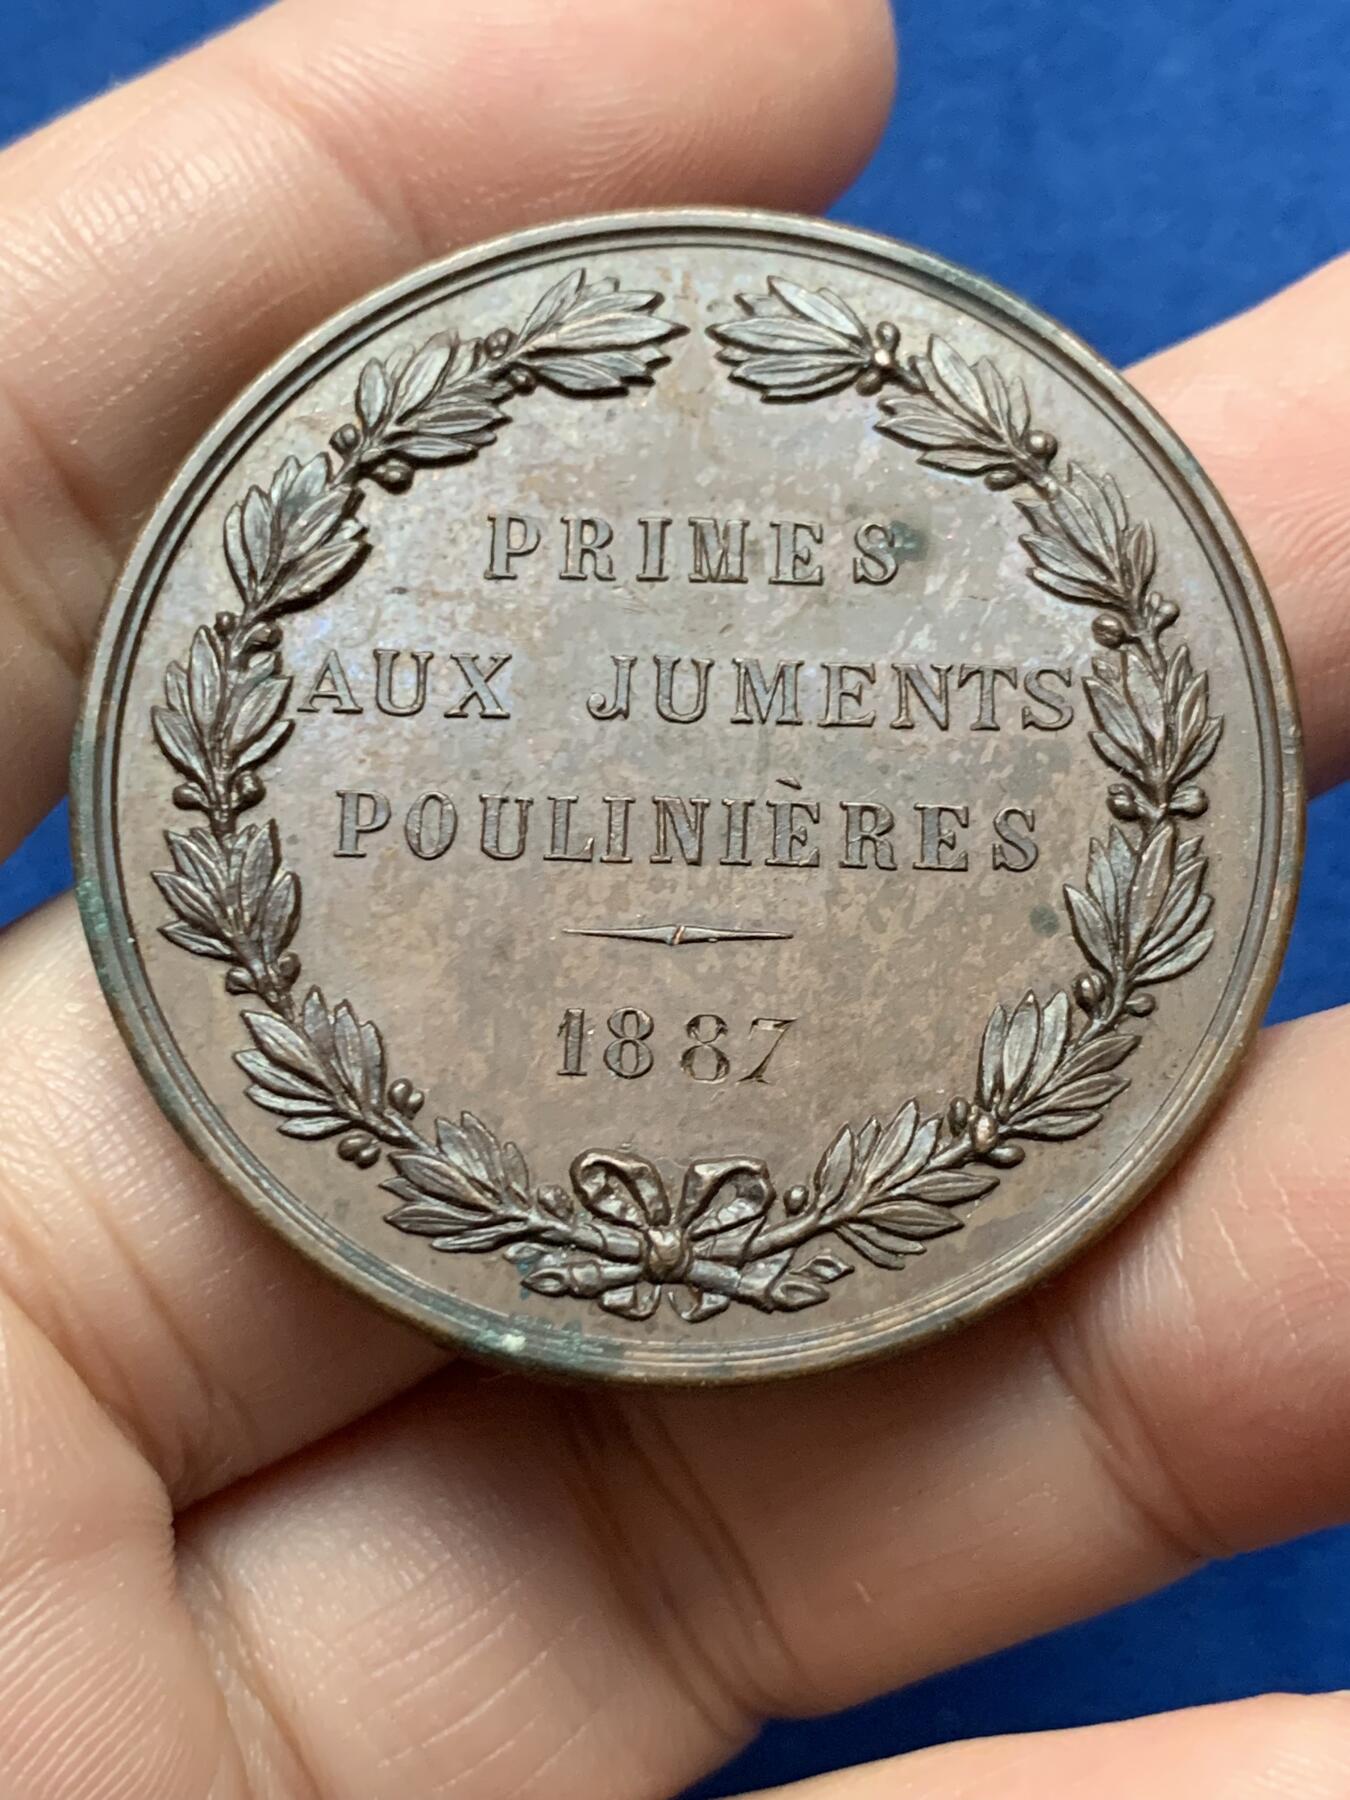 PRIMES
AUX JUMENTS
POULINIÈRES
1887